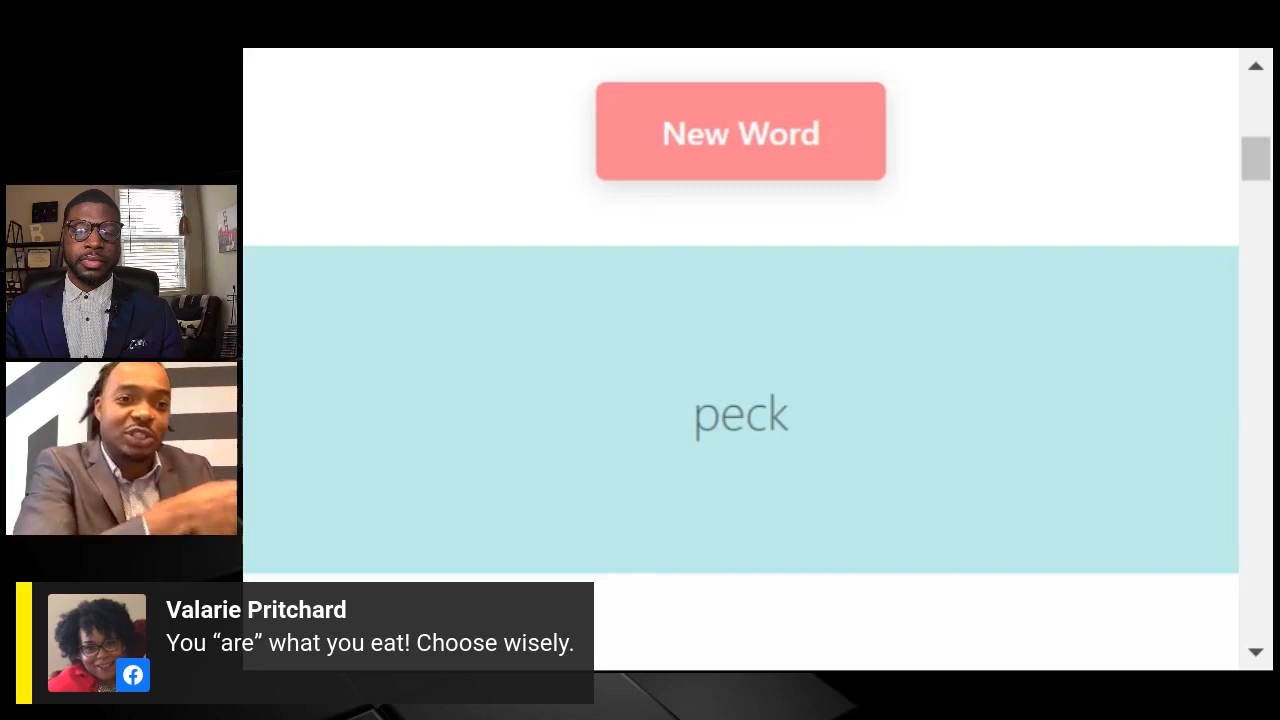 New Word
peck
Valarie Pritchard
You “are” what you eat! Choose wisely.